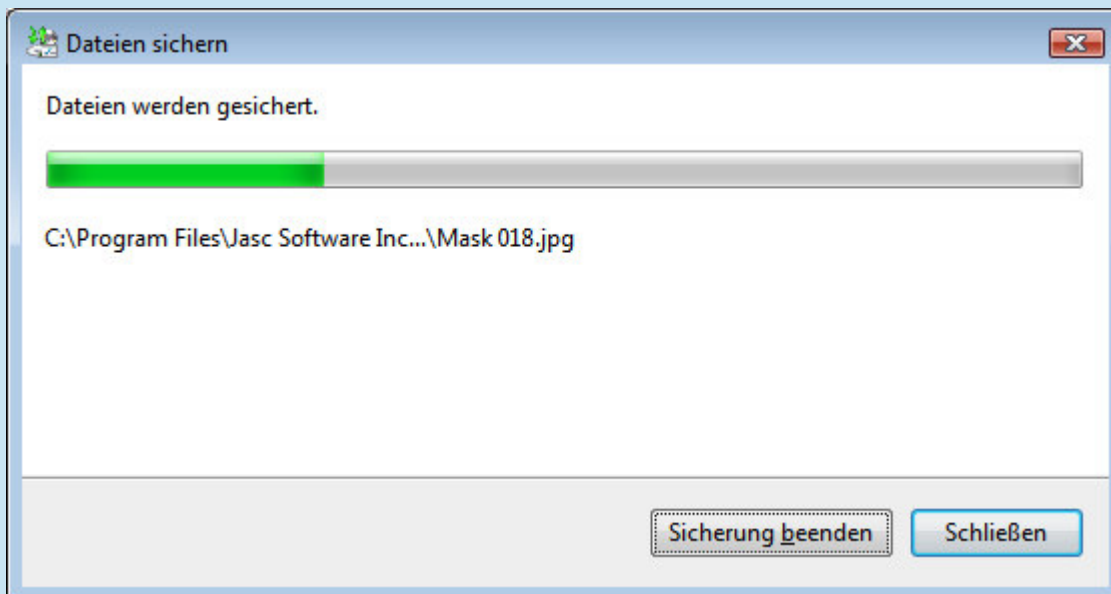 Dateien sichern
Dateien werden gesichert.
C:\Program Files\Jasc Software Inc...\Mask 018.jpg
Sicherung beenden
Schließen